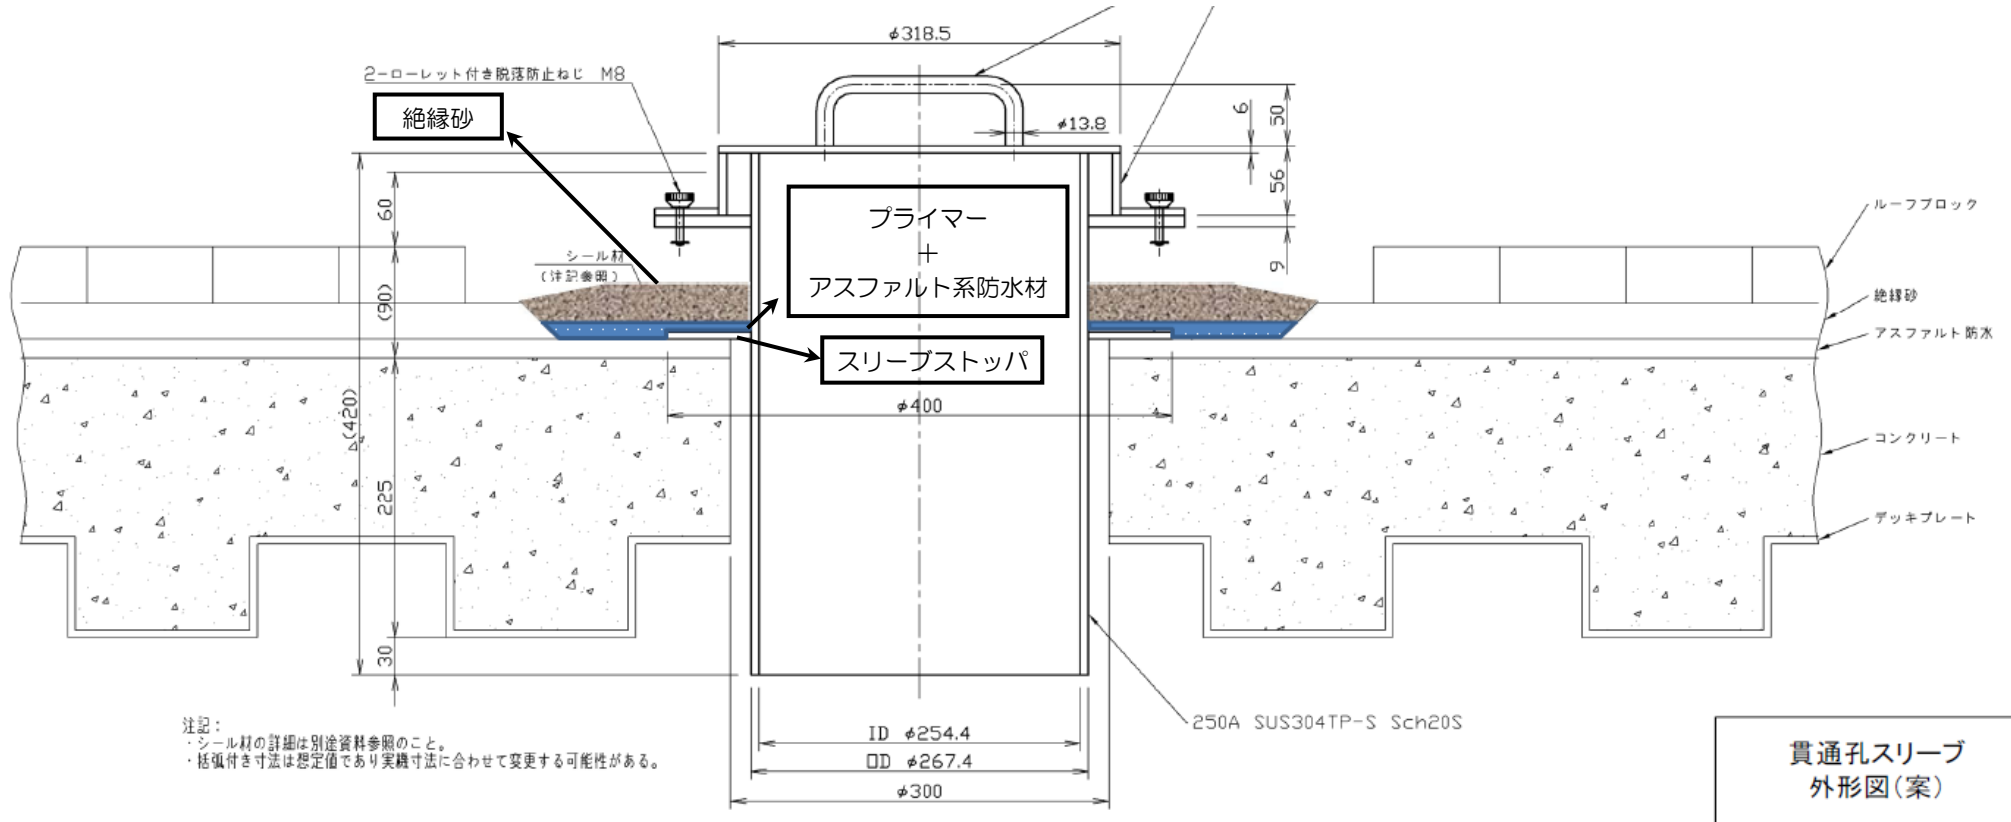 φ318.5
2-ローレット付き脱落防止ねじ M8
絶縁砂
φ13.8
6
50
56
9
60
(90)
(420)
225
30
シール材
(注記参照)
プライマー
+
アスファルト系防水材
スリーブストッパ
φ400
ルーフブロック
絶縁砂
アスファルト防水
コンクリート
デッキプレート
250A SUS304TP-S Sch20S
ID φ254.4
OD φ267.4
φ300
注記:
・シール材の詳細は別途資料参照のこと。
・括弧付き寸法は想定値であり実機寸法に合わせて変更する可能性がある。
貫通孔スリーブ
外形図(案)